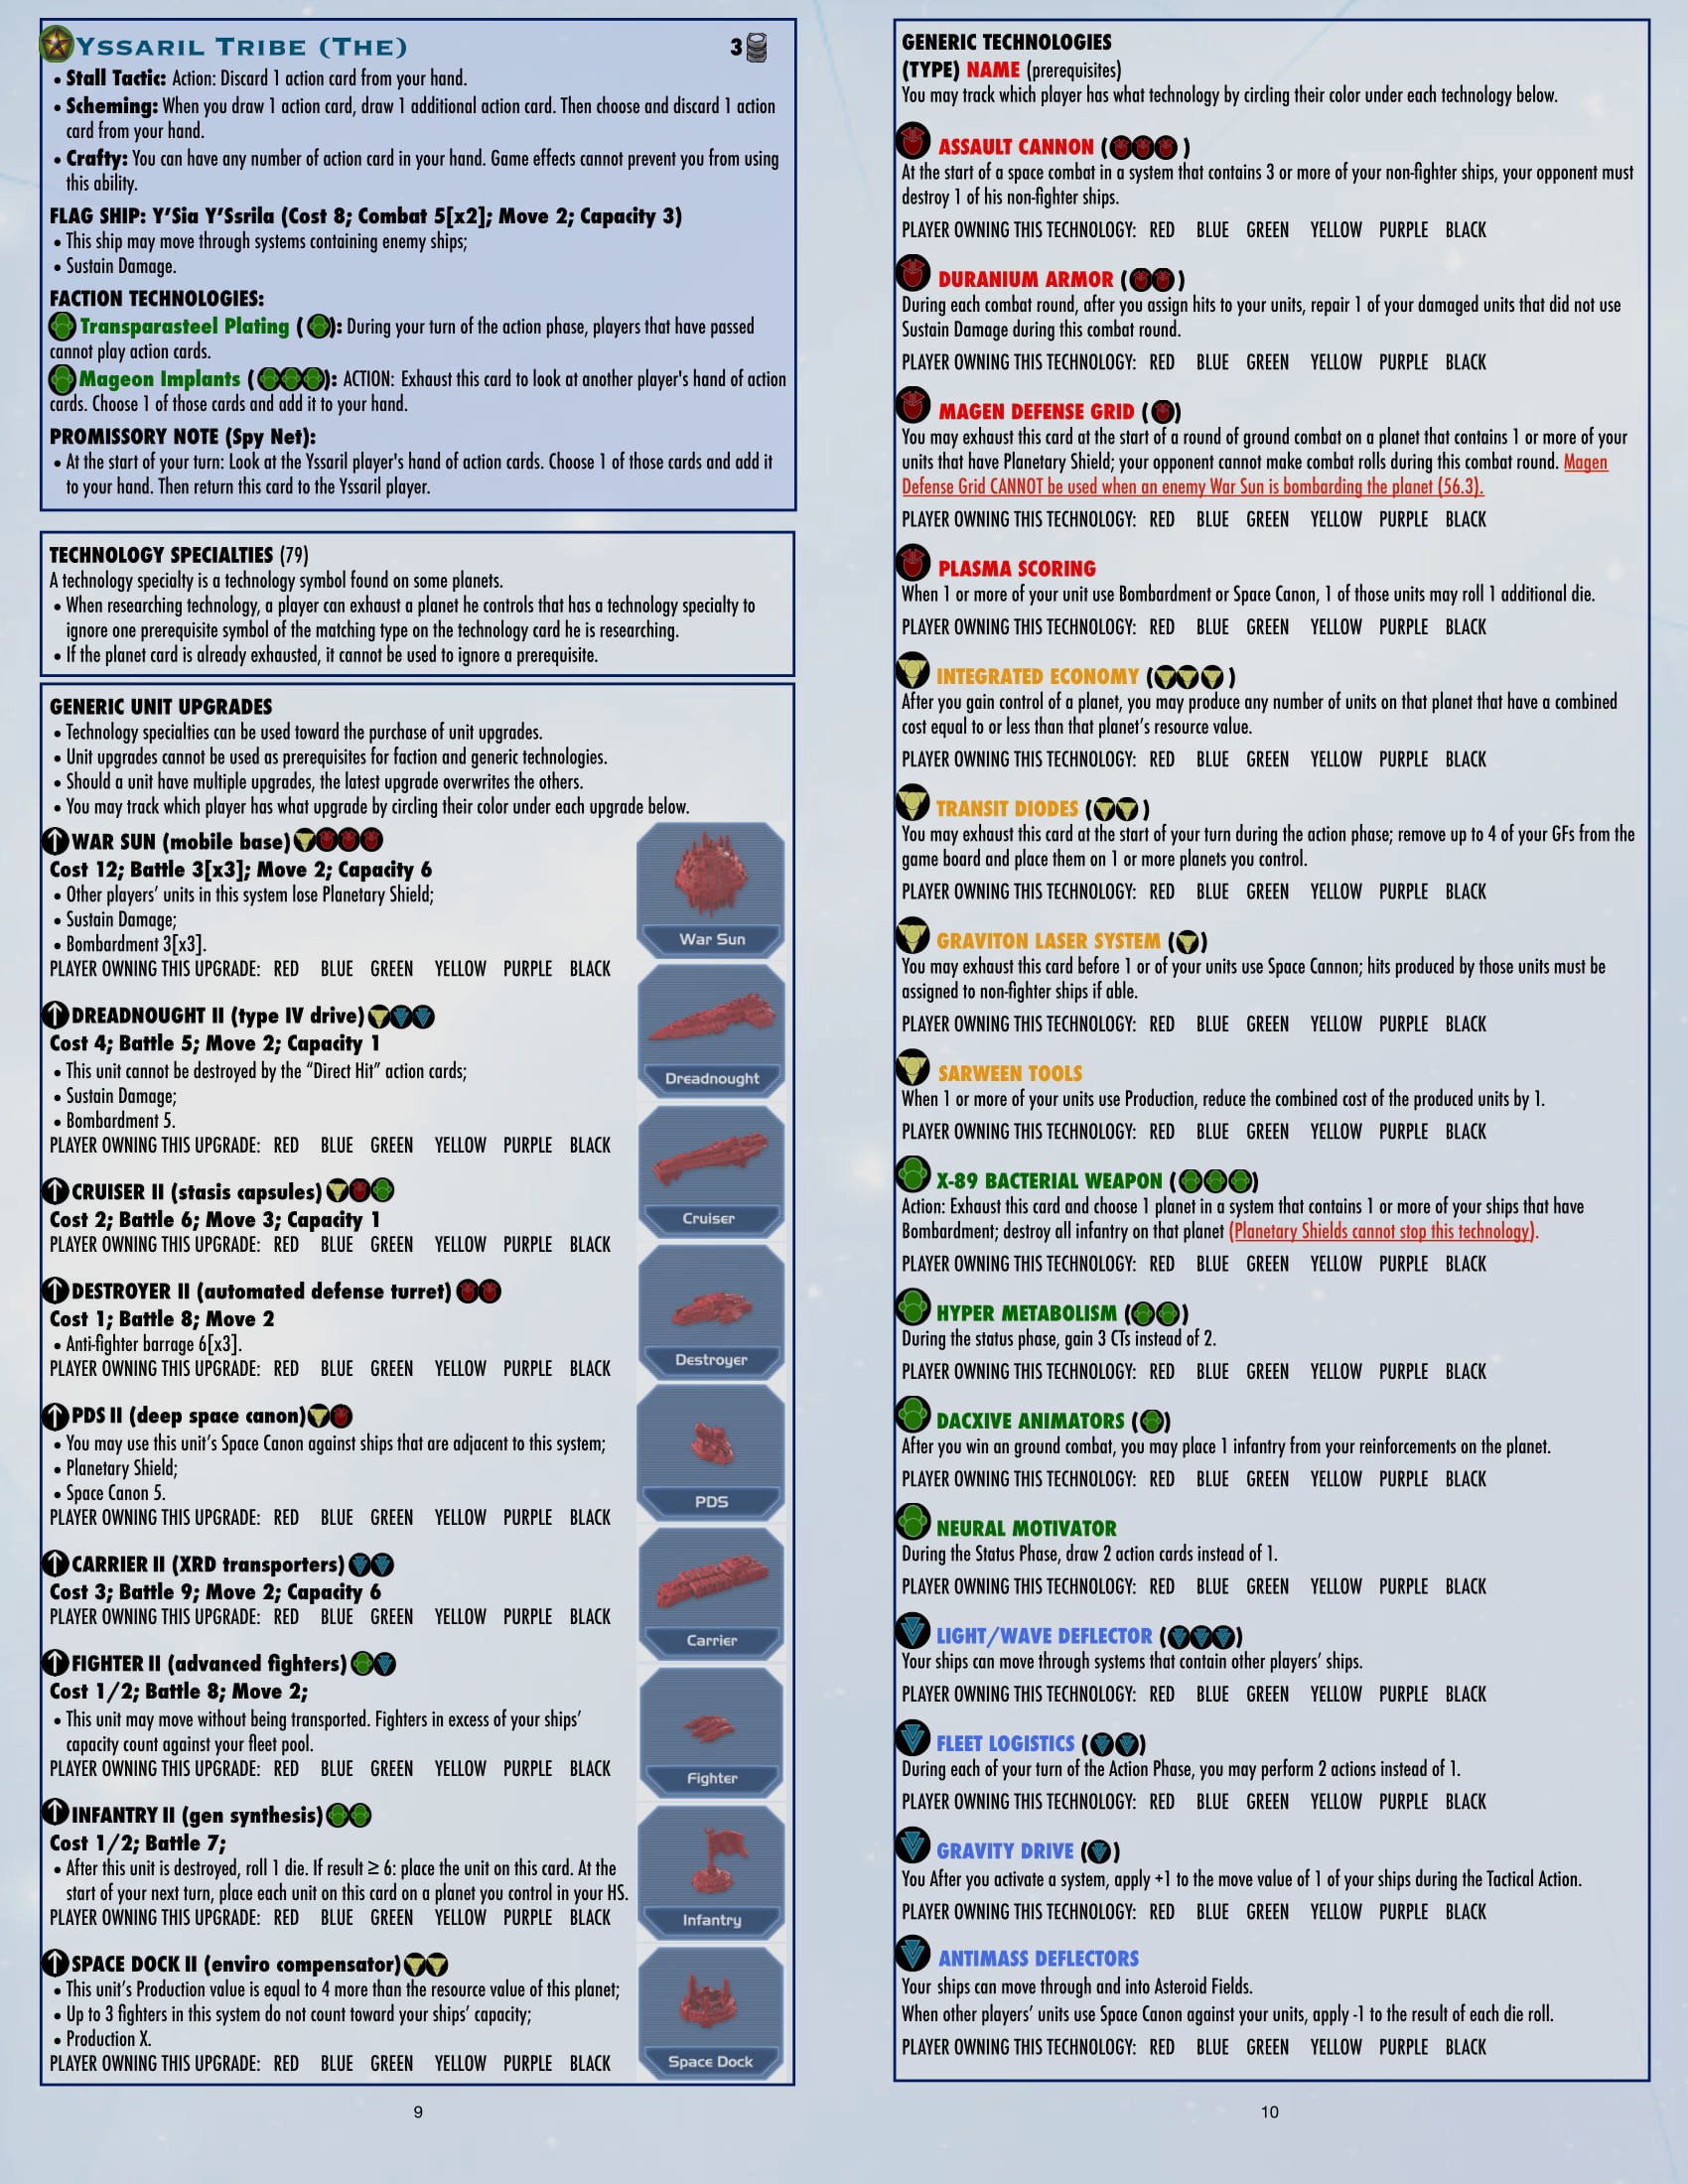 YSSARIL TRIBE (THE) 3
• Stall Tactic: Action: Discard 1 action card from your hand.
• Scheming: When you draw 1 action card, draw 1 additional action card. Then choose and discard 1 action
card from your hand.
• Crafty: You can have any number of action card in your hand. Game effects cannot prevent you from using
this ability.
FLAG SHIP: Y'Sia Y'Ssrila (Cost 8; Combat 5[x2]; Move 2; Capacity 3)
• This ship may move through systems containing enemy ships;
• Sustain Damage.
FACTION TECHNOLOGIES:
Transparasteel Plating ( ): During your turn of the action phase, players that have passed
cannot play action cards.
Mageon Implants ( ): ACTION: Exhaust this card to look at another player's hand of action
cards. Choose 1 of those cards and add it to your hand.
PROMISSORY NOTE (Spy Net):
• At the start of your turn: Look at the Yssaril player's hand of action cards. Choose 1 of those cards and add it
to your hand. Then return this card to the Yssaril player.
TECHNOLOGY SPECIALTIES (79)
A technology specialty is a technology symbol found on some planets.
• When researching technology, a player can exhaust a planet he controls that has a technology specialty to
ignore one prerequisite symbol of the matching type on the technology card he is researching.
• If the planet card is already exhausted, it cannot be used to ignore a prerequisite.
GENERIC UNIT UPGRADES
• Technology specialties can be used toward the purchase of unit upgrades.
• Unit upgrades cannot be used as prerequisites for faction and generic technologies.
• Should a unit have multiple upgrades, the latest upgrade overwrites the others.
• You may track which player has what upgrade by circling their color under each upgrade below.
WAR SUN (mobile base)
Cost 12; Battle 3[x3]; Move 2; Capacity 6
• Other players' units in this system lose Planetary Shield;
• Sustain Damage;
• Bombardment 3[x3].
PLAYER OWNING THIS UPGRADE: RED BLUE GREEN YELLOW PURPLE BLACK
War Sun
DREADNOUGHT II (type IV drive)
Cost 4; Battle 5; Move 2; Capacity 1
• This unit cannot be destroyed by the “Direct Hit” action cards;
• Sustain Damage;
• Bombardment 5.
PLAYER OWNING THIS UPGRADE: RED BLUE GREEN YELLOW PURPLE BLACK
Dreadnought
CRUISER II (stasis capsules)
Cost 2; Battle 6; Move 3; Capacity 1
PLAYER OWNING THIS UPGRADE: RED BLUE GREEN YELLOW PURPLE BLACK
Cruiser
DESTROYER II (automated defense turret)
Cost 1; Battle 8; Move 2
• Anti-fighter barrage 6[x3].
PLAYER OWNING THIS UPGRADE: RED BLUE GREEN YELLOW PURPLE BLACK
Destroyer
PDS II (deep space canon)
• You may use this unit's Space Canon against ships that are adjacent to this system;
• Planetary Shield;
• Space Canon 5.
PLAYER OWNING THIS UPGRADE: RED BLUE GREEN YELLOW PURPLE BLACK
PDS
CARRIER II (XRD transporters)
Cost 3; Battle 9; Move 2; Capacity 6
PLAYER OWNING THIS UPGRADE: RED BLUE GREEN YELLOW PURPLE BLACK
Carrier
FIGHTER II (advanced fighters)
Cost 1/2; Battle 8; Move 2;
• This unit may move without being transported. Fighters in excess of your ships'
capacity count against your fleet pool.
PLAYER OWNING THIS UPGRADE: RED BLUE GREEN YELLOW PURPLE BLACK
Fighter
INFANTRY II (gen synthesis)
Cost 1/2; Battle 7;
• After this unit is destroyed, roll 1 die. If result ≥ 6: place the unit on this card. At the
start of your next turn, place each unit on this card on a planet you control in your HS.
PLAYER OWNING THIS UPGRADE: RED BLUE GREEN YELLOW PURPLE BLACK
Infantry
SPACE DOCK II (enviro compensator)
• This unit's Production value is equal to 4 more than the resource value of this planet;
• Up to 3 fighters in this system do not count toward your ships' capacity;
• Production X.
PLAYER OWNING THIS UPGRADE: RED BLUE GREEN YELLOW PURPLE BLACK
Space Dock
9
GENERIC TECHNOLOGIES
(TYPE) NAME (prerequisites)
You may track which player has what technology by circling their color under each technology below.
ASSAULT CANNON ( )
At the start of a space combat in a system that contains 3 or more of your non-fighter ships, your opponent must
destroy 1 of his non-fighter ships.
PLAYER OWNING THIS TECHNOLOGY: RED BLUE GREEN YELLOW PURPLE BLACK
DURANIUM ARMOR ( )
During each combat round, after you assign hits to your units, repair 1 of your damaged units that did not use
Sustain Damage during this combat round.
PLAYER OWNING THIS TECHNOLOGY: RED BLUE GREEN YELLOW PURPLE BLACK
MAGEN DEFENSE GRID ( )
You may exhaust this card at the start of a round of ground combat on a planet that contains 1 or more of your
units that have Planetary Shield; your opponent cannot make combat rolls during this combat round. Magen
Defense Grid CANNOT be used when an enemy War Sun is bombarding the planet (56.3).
PLAYER OWNING THIS TECHNOLOGY: RED BLUE GREEN YELLOW PURPLE BLACK
PLASMA SCORING
When 1 or more of your unit use Bombardment or Space Canon, 1 of those units may roll 1 additional die.
PLAYER OWNING THIS TECHNOLOGY: RED BLUE GREEN YELLOW PURPLE BLACK
INTEGRATED ECONOMY ( )
After you gain control of a planet, you may produce any number of units on that planet that have a combined
cost equal to or less than that planet's resource value.
PLAYER OWNING THIS TECHNOLOGY: RED BLUE GREEN YELLOW PURPLE BLACK
TRANSIT DIODES ( )
You may exhaust this card at the start of your turn during the action phase; remove up to 4 of your GFs from the
game board and place them on 1 or more planets you control.
PLAYER OWNING THIS TECHNOLOGY: RED BLUE GREEN YELLOW PURPLE BLACK
GRAVITON LASER SYSTEM ( )
You may exhaust this card before 1 or of your units use Space Cannon; hits produced by those units must be
assigned to non-fighter ships if able.
PLAYER OWNING THIS TECHNOLOGY: RED BLUE GREEN YELLOW PURPLE BLACK
SARWEEN TOOLS
When 1 or more of your units use Production, reduce the combined cost of the produced units by 1.
PLAYER OWNING THIS TECHNOLOGY: RED BLUE GREEN YELLOW PURPLE BLACK
X-89 BACTERIAL WEAPON ( )
Action: Exhaust this card and choose 1 planet in a system that contains 1 or more of your ships that have
Bombardment; destroy all infantry on that planet (Planetary Shields cannot stop this technology).
PLAYER OWNING THIS TECHNOLOGY: RED BLUE GREEN YELLOW PURPLE BLACK
HYPER METABOLISM ( )
During the status phase, gain 3 CTs instead of 2.
PLAYER OWNING THIS TECHNOLOGY: RED BLUE GREEN YELLOW PURPLE BLACK
DACXIVE ANIMATORS ( )
After you win an ground combat, you may place 1 infantry from your reinforcements on the planet.
PLAYER OWNING THIS TECHNOLOGY: RED BLUE GREEN YELLOW PURPLE BLACK
NEURAL MOTIVATOR
During the Status Phase, draw 2 action cards instead of 1.
PLAYER OWNING THIS TECHNOLOGY: RED BLUE GREEN YELLOW PURPLE BLACK
LIGHT/WAVE DEFLECTOR ( )
Your ships can move through systems that contain other players' ships.
PLAYER OWNING THIS TECHNOLOGY: RED BLUE GREEN YELLOW PURPLE BLACK
FLEET LOGISTICS ( )
During each of your turn of the Action Phase, you may perform 2 actions instead of 1.
PLAYER OWNING THIS TECHNOLOGY: RED BLUE GREEN YELLOW PURPLE BLACK
GRAVITY DRIVE ( )
You After you activate a system, apply +1 to the move value of 1 of your ships during the Tactical Action.
PLAYER OWNING THIS TECHNOLOGY: RED BLUE GREEN YELLOW PURPLE BLACK
ANTIMASS DEFLECTORS
Your ships can move through and into Asteroid Fields.
When other players' units use Space Canon against your units, apply -1 to the result of each die roll.
PLAYER OWNING THIS TECHNOLOGY: RED BLUE GREEN YELLOW PURPLE BLACK
10